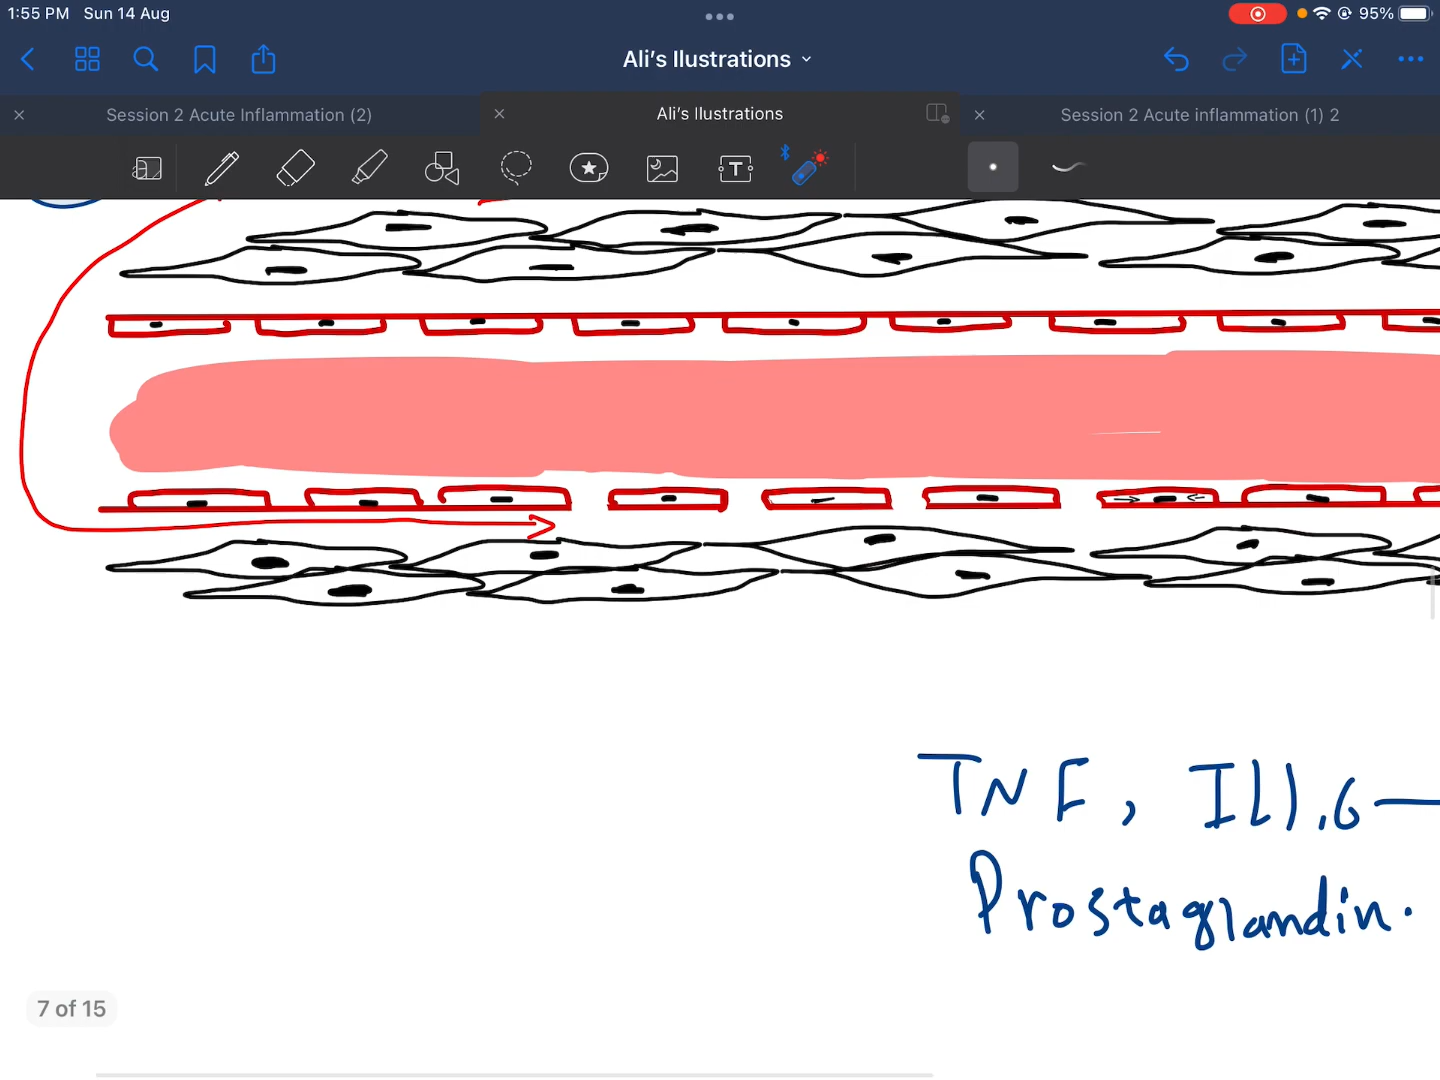 1:55 PM Sun 14 Aug
95%
Ali's Ilustrations
Session 2 Acute Inflammation (2)
Ali's Ilustrations
Session 2 Acute inflammation (1) 2
TNF, IL1,6
Prostaglandin.
7 of 15